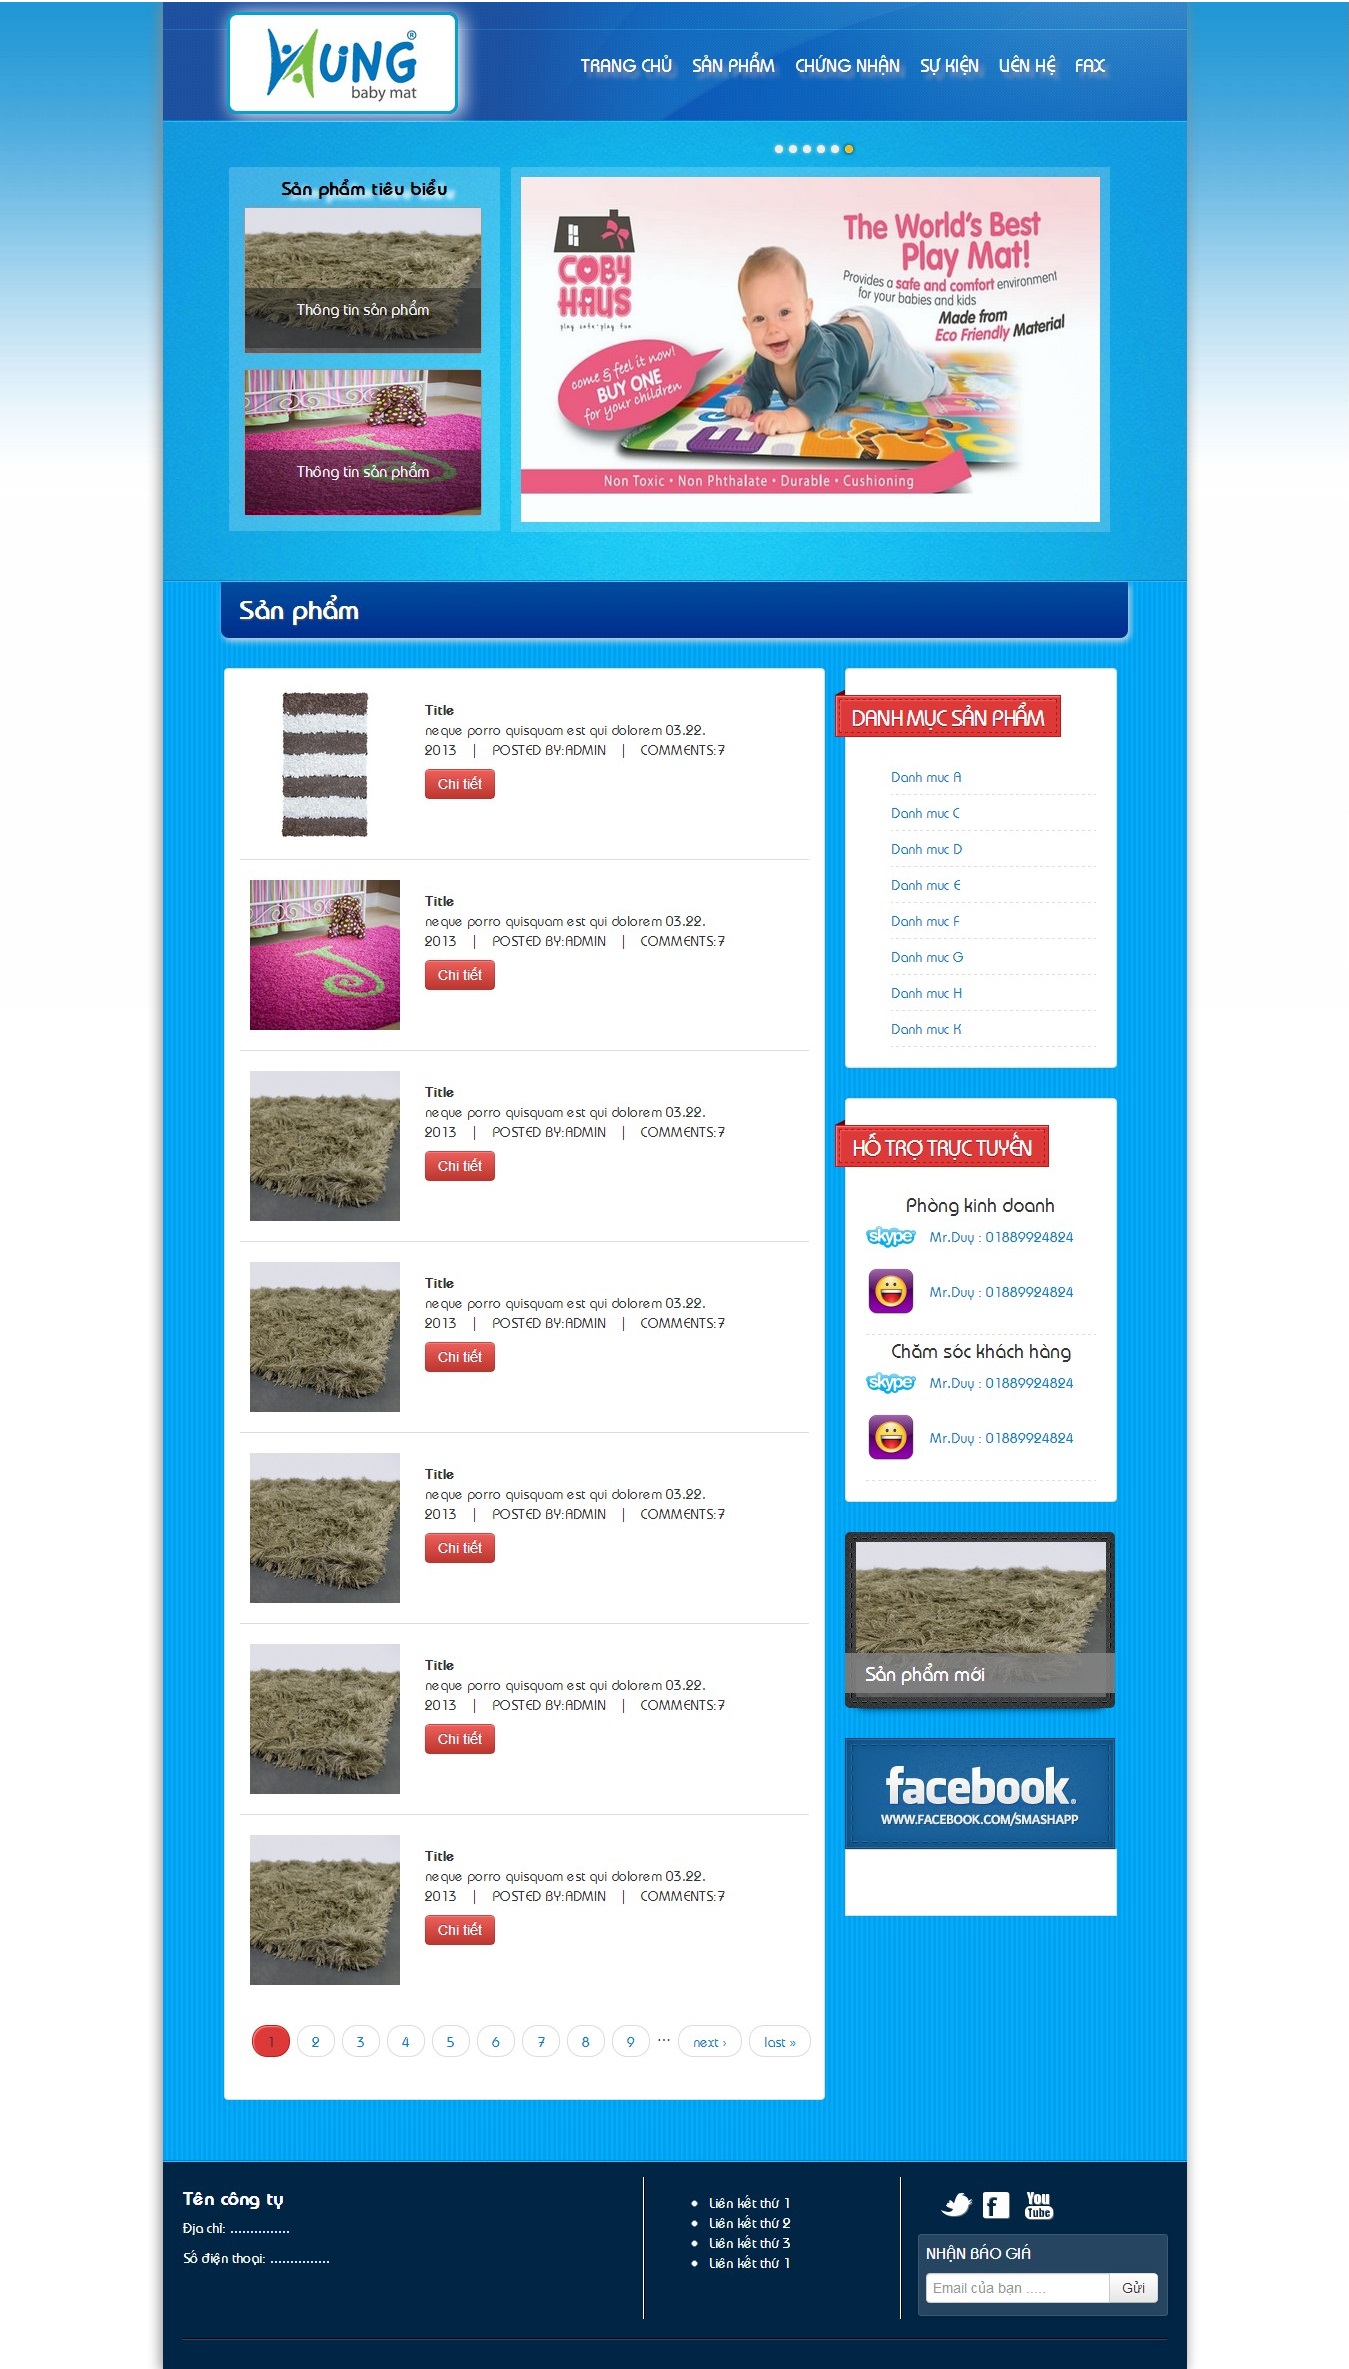 HƯNG®
baby mat
TRANG CHỦ SẢN PHẨM CHỨNG NHẬN SỰ KIỆN LIÊN HỆ FAX
Sản phẩm tiêu biểu
Thông tin sản phẩm
Thông tin sản phẩm
COBY
HAUS
play safe·play fun
The World's Best
Play Mat!
Provides a safe and comfort environment
for your babies and kids
Made from
Eco Friendly Material
come & feel it now!
BUY ONE
for your children
Non Toxic • Non Phthalate • Durable • Cushioning
Sản phẩm
Title
neque porro quisquam est qui dolorem 03.22.
2013 | POSTED BY:ADMIN | COMMENTS:7
Chi tiết
Title
neque porro quisquam est qui dolorem 03.22.
2013 | POSTED BY:ADMIN | COMMENTS:7
Chi tiết
Title
neque porro quisquam est qui dolorem 03.22.
2013 | POSTED BY:ADMIN | COMMENTS:7
Chi tiết
Title
neque porro quisquam est qui dolorem 03.22.
2013 | POSTED BY:ADMIN | COMMENTS:7
Chi tiết
Title
neque porro quisquam est qui dolorem 03.22.
2013 | POSTED BY:ADMIN | COMMENTS:7
Chi tiết
Title
neque porro quisquam est qui dolorem 03.22.
2013 | POSTED BY:ADMIN | COMMENTS:7
Chi tiết
Title
neque porro quisquam est qui dolorem 03.22.
2013 | POSTED BY:ADMIN | COMMENTS:7
Chi tiết
1 2 3 4 5 6 7 8 9 ... next › last »
DANH MỤC SẢN PHẨM
Danh muc A
Danh muc C
Danh muc D
Danh muc E
Danh muc F
Danh muc G
Danh muc H
Danh muc K
HỖ TRỢ TRỰC TUYẾN
Phòng kinh doanh
skype Mr.Duy : 01889924824
Mr.Duy : 01889924824
Chăm sóc khách hàng
skype Mr.Duy : 01889924824
Mr.Duy : 01889924824
Sản phẩm mới
facebook.
WWW.FACEBOOK.COM/SMASHAPP
Tên công ty
Địa chỉ: ...............
Số điện thoại: ...............
Liên kết thứ 1
Liên kết thứ 2
Liên kết thứ 3
Liên kết thứ 1
f You
Tube
NHẬN BÁO GIÁ
Email của bạn ..... Gửi